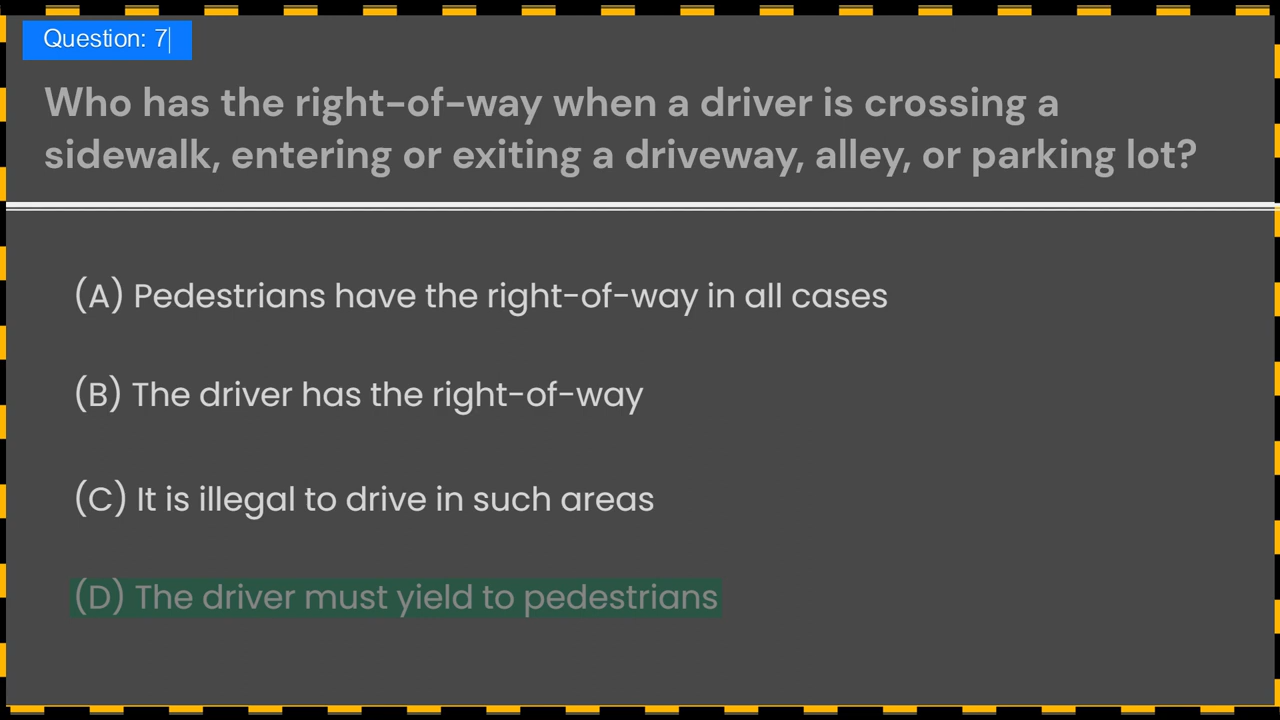 Question: 7
Who has the right-of-way when a driver is crossing a
sidewalk, entering or exiting a driveway, alley, or parking lot?
(A) Pedestrians have the right-of-way in all cases
(B) The driver has the right-of-way
(C) It is illegal to drive in such areas
(D) The driver must yield to pedestrians